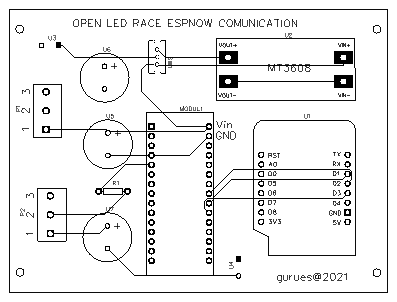 OPEN LED RACE ESPNOW COMUNICATION
U3
U2
U6
VOUT+ VIN+
MT3608
VOUT- VIN-
P1
3
2
1
MODUL1
Vin
GND
U5
U1
RST TX
A0 RX
D0 D1
D5 D2
D6 D3
D7 D4
D8 GND
3V3 5V
R1
P2
3
2
1
U4
gurues@2021